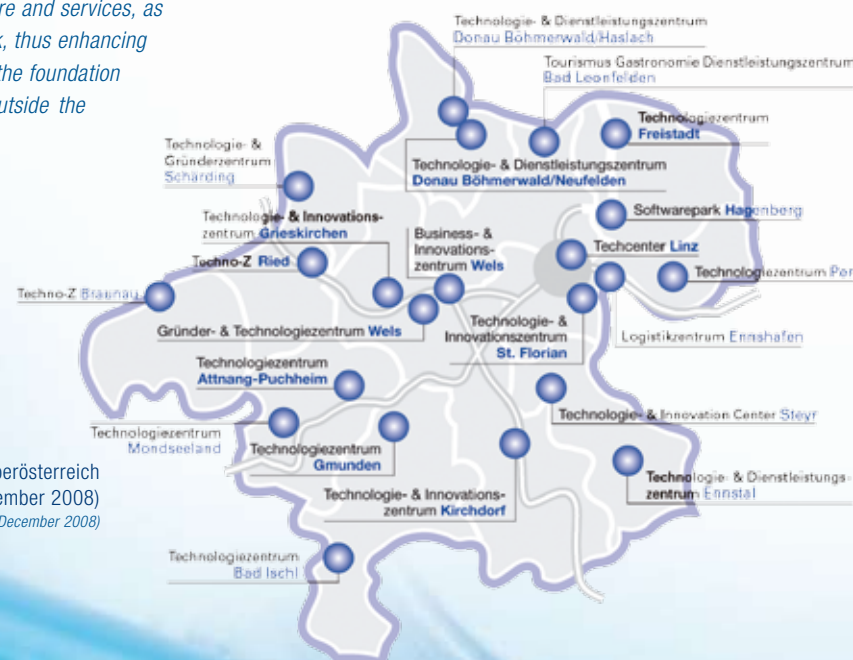 re and services, as
k, thus enhancing
the foundation
utside the
Technologie- & Dienstleistungszentrum
Donau Böhmerwald/Haslach
Tourismus Gastronomie Dienstleistungszentrum
Bad Leonfelden
Technologiezentrum
Freistadt
Technologie- &
Gründerzentrum
Schärding
Technologie- & Dienstleistungszentrum
Donau Böhmerwald/Neufelden
Technologie- & Innovations-
zentrum Grieskirchen
Business- &
Innovations-
zentrum Wels
Softwarepark Hagenberg
Techcenter Linz
Techno-Z Ried
Technologiezentrum Per
Techno-Z Braunau
Gründer- & Technologiezentrum Wels
Technologie- &
Innovationszentrum
St. Florian
Logistikzentrum Ennshafen
Technologiezentrum
Attnang-Puchheim
Technologie- & Innovation Center Steyr
Technologiezentrum
Mondseeland
Technologiezentrum
Gmunden
Technologie- & Dienstleistungs-
zentrum Ennstal
Technologie- & Innovations-
zentrum Kirchdorf
perösterreich
ember 2008)
December 2008)
Technologiezentrum
Bad Ischl